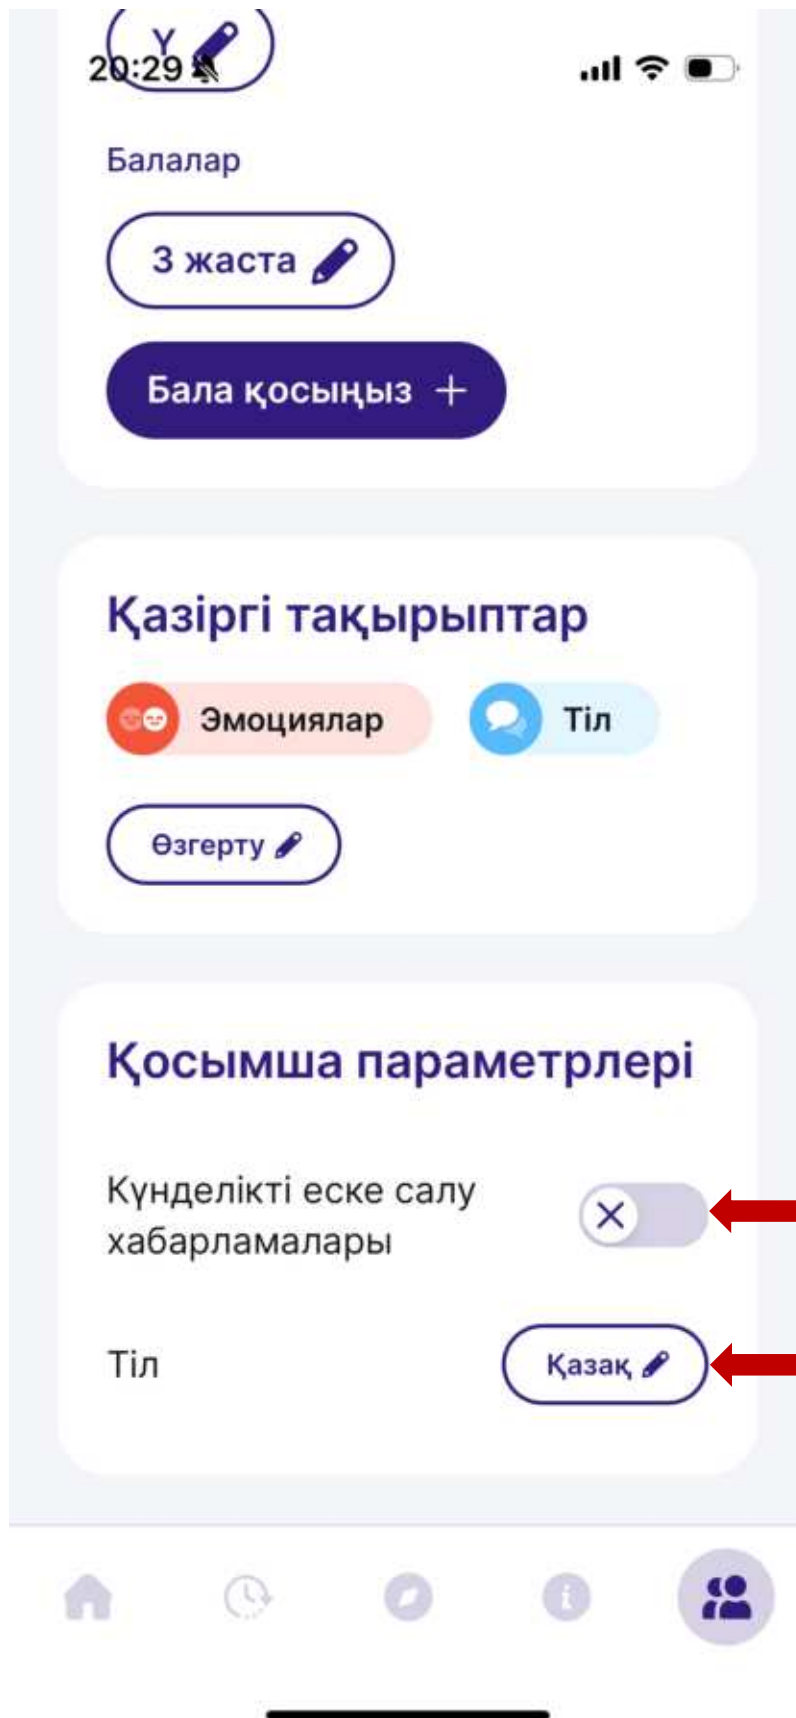 Y
20:29
Балалар
3 жаста
Бала қосыңыз +
Қазіргі тақырыптар
Эмоциялар
Тіл
Өзгерту
Қосымша параметрлері
Күнделікті еске салу
хабарламалары
Тіл
Қазақ